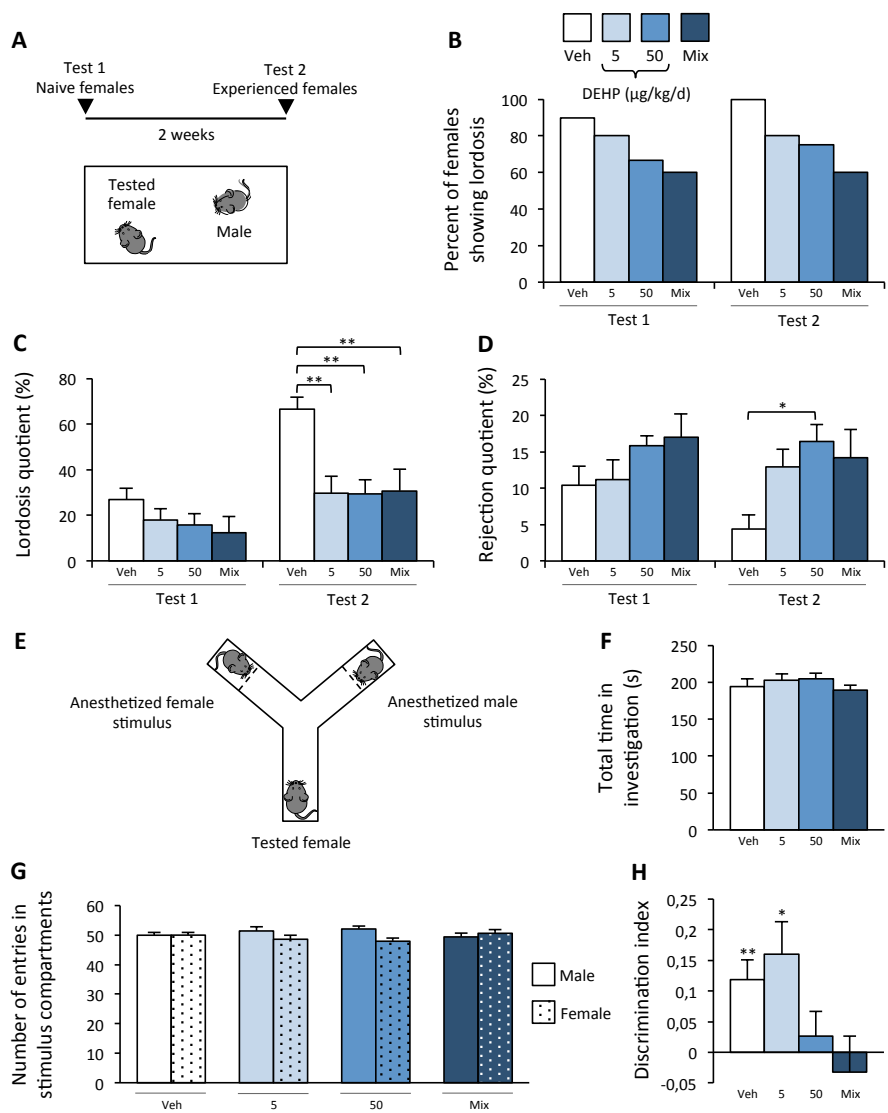 A
Test 1
Naive females
Test 2
Experienced females
2 weeks
Tested
female
Male
B
Veh 5 50 Mix
DEHP (µg/kg/d)
Percent of females
showing lordosis
100
80
60
40
20
0
Veh 5 50 Mix Veh 5 50 Mix
Test 1 Test 2
C
Lordosis quotient (%)
80
60
40
20
0
** ** **
Veh 5 50 Mix Veh 5 50 Mix
Test 1 Test 2
D
Rejection quotient (%)
25
20
15
10
5
0
*
Veh 5 50 Mix Veh 5 50 Mix
Test 1 Test 2
E
Anesthetized female
stimulus
Anesthetized male
stimulus
Tested female
F
Total time in
investigation (s)
250
200
150
100
50
0
Veh 5 50 Mix
G
Number of entries in
stimulus compartments
60
50
40
30
20
10
0
Veh 5 50 Mix
Male
Female
H
Discrimination index
0,25
0,2
0,15
0,1
0,05
0
-0,05
** *
Veh 5 50 Mix